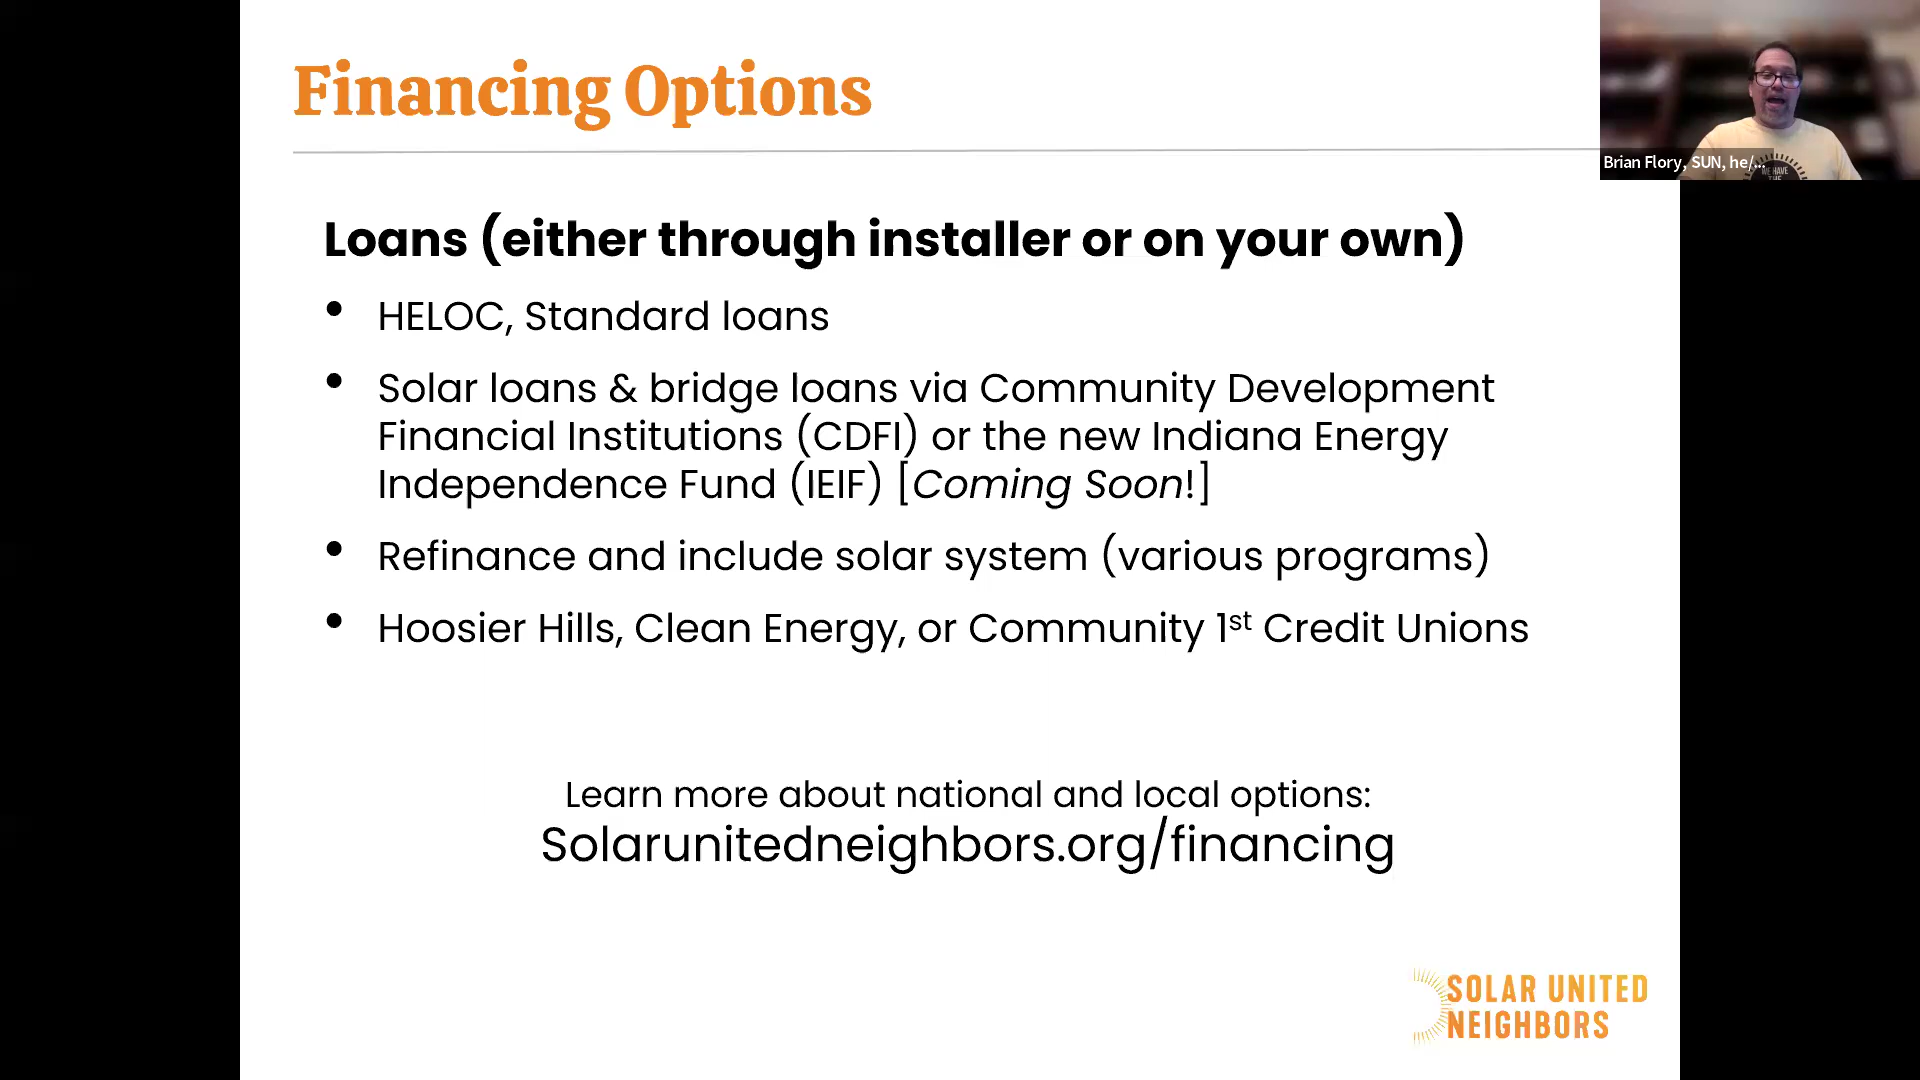 Financing Options
Brian Flory, SUN, he/...
WE HAVE
THE
Loans (either through installer or on your own)
• HELOC, Standard loans
• Solar loans & bridge loans via Community Development
Financial Institutions (CDFI) or the new Indiana Energy
Independence Fund (IEIF) [Coming Soon!]
• Refinance and include solar system (various programs)
• Hoosier Hills, Clean Energy, or Community 1st Credit Unions
Learn more about national and local options:
Solarunitedneighbors.org/financing
SOLAR UNITED
NEIGHBORS